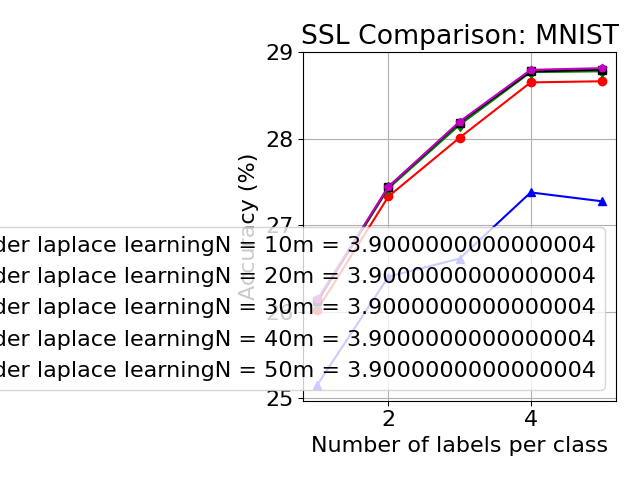 SSL Comparison: MNIST
29
28
27
26
25
Accuracy (%)
der laplace learningN = 10m = 3.9000000000000004
der laplace learningN = 20m = 3.9000000000000004
der laplace learningN = 30m = 3.9000000000000004
der laplace learningN = 40m = 3.9000000000000004
der laplace learningN = 50m = 3.9000000000000004
2 4
Number of labels per class